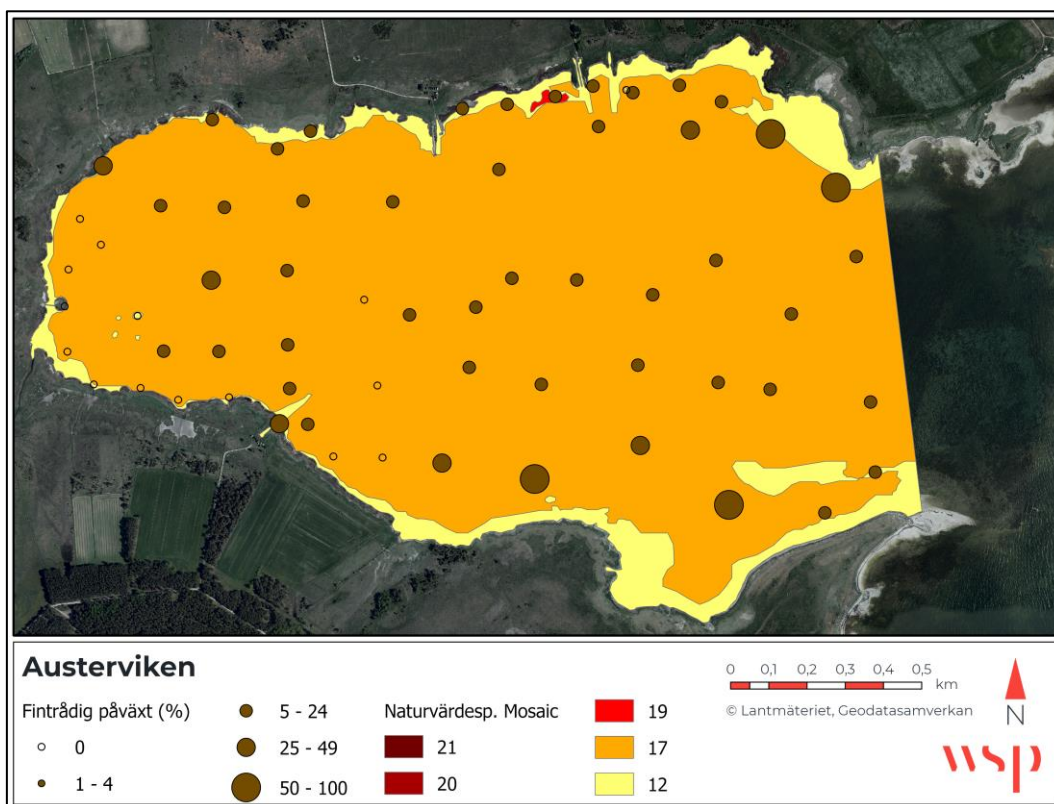 Austerviken
Fintrådig påväxt (%)
0
1 - 4
5 - 24
25 - 49
50 - 100
Naturvärdesp. Mosaic
21
20
19
17
12
0 0,1 0,2 0,3 0,4 0,5
km
© Lantmäteriet, Geodatasamverkan
N
wsp